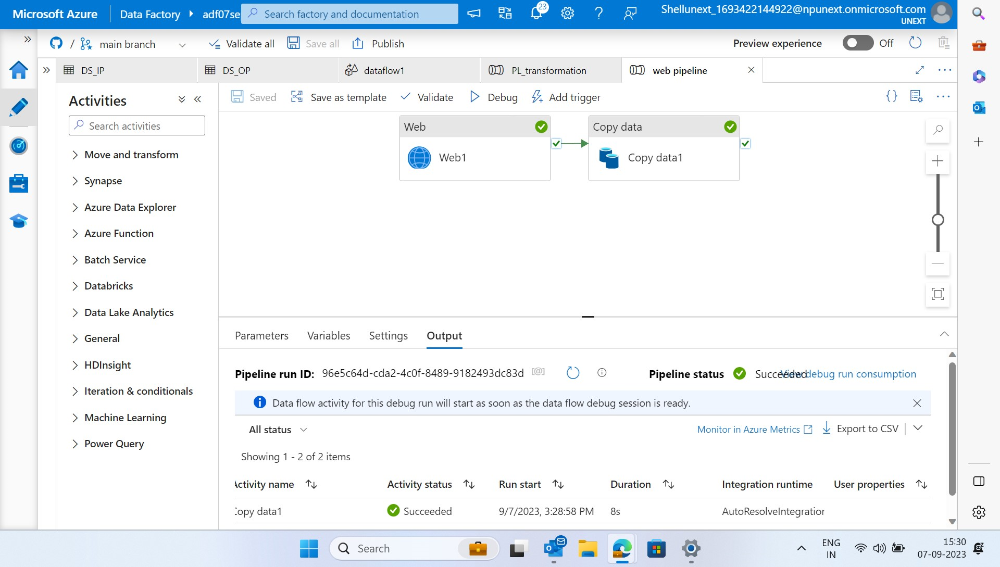 Microsoft Azure
Data Factory
adf07se
Search factory and documentation
23
Shellunext_1693422144922@npunext.onmicrosoft.com
UNEXT
/ main branch
Validate all
Save all
Publish
Preview experience
Off
DS_IP
DS_OP
dataflow1
PL_transformation
web pipeline
Activities
Search activities
Move and transform
Synapse
Azure Data Explorer
Azure Function
Batch Service
Databricks
Data Lake Analytics
General
HDInsight
Iteration & conditionals
Machine Learning
Power Query
Saved
Save as template
Validate
Debug
Add trigger
Web
Web1
Copy data
Copy data1
Parameters
Variables
Settings
Output
Pipeline run ID: 96e5c64d-cda2-4c0f-8489-9182493dc83d
Pipeline status Succeeded
View debug run consumption
Data flow activity for this debug run will start as soon as the data flow debug session is ready.
All status
Monitor in Azure Metrics
Export to CSV
Showing 1 - 2 of 2 items
Activity name Activity status Run start Duration Integration runtime User properties
Copy data1 Succeeded 9/7/2023, 3:28:58 PM 8s AutoResolveIntegration
Search
ENG
IN
15:30
07-09-2023